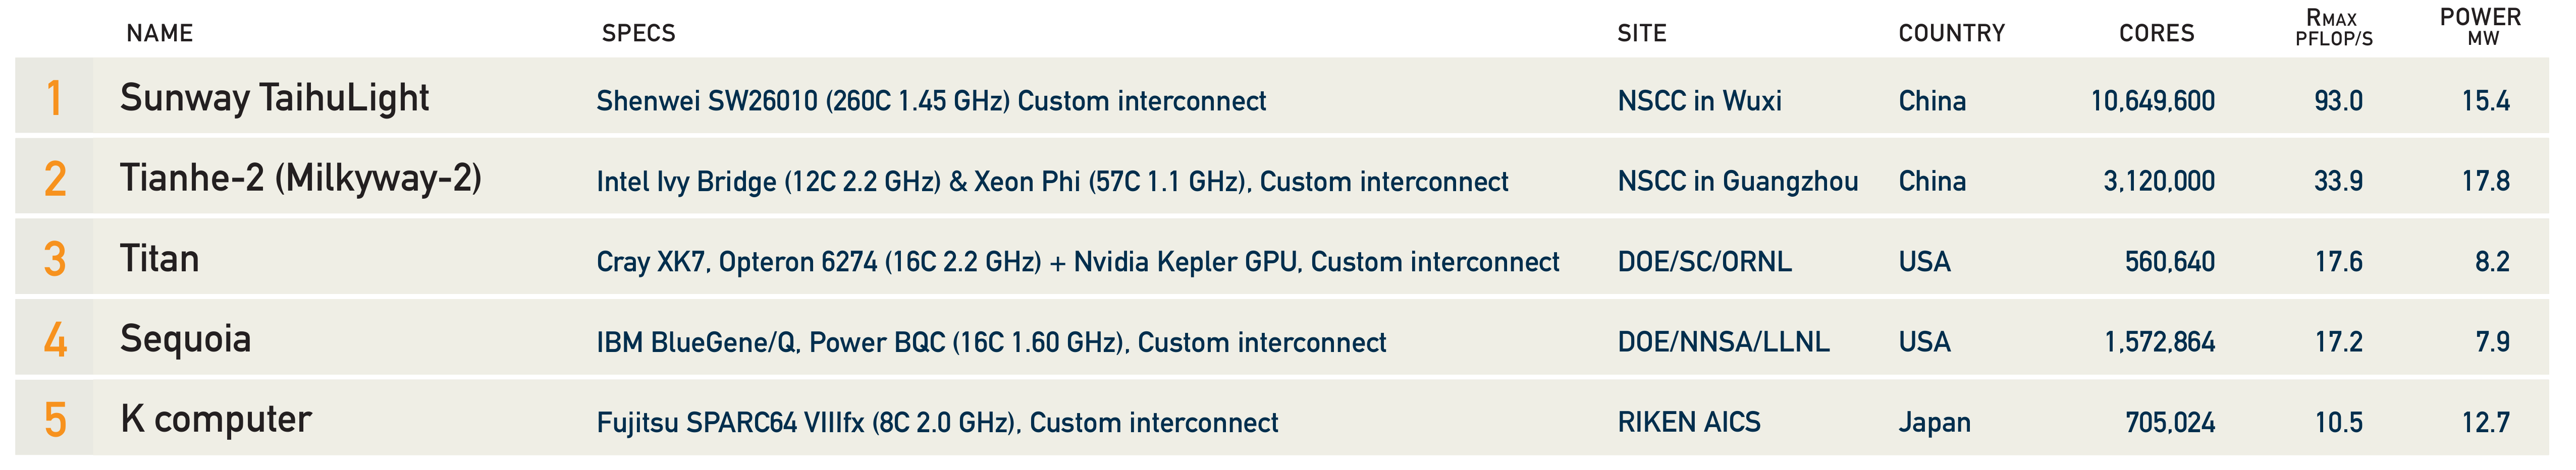 NAME SPECS SITE COUNTRY CORES RMAX PFLOP/S POWER MW
1 Sunway TaihuLight Shenwei SW26010 (260C 1.45 GHz) Custom interconnect NSCC in Wuxi China 10,649,600 93.0 15.4
2 Tianhe-2 (Milkyway-2) Intel Ivy Bridge (12C 2.2 GHz) & Xeon Phi (57C 1.1 GHz), Custom interconnect NSCC in Guangzhou China 3,120,000 33.9 17.8
3 Titan Cray XK7, Opteron 6274 (16C 2.2 GHz) + Nvidia Kepler GPU, Custom interconnect DOE/SC/ORNL USA 560,640 17.6 8.2
4 Sequoia IBM BlueGene/Q, Power BQC (16C 1.60 GHz), Custom interconnect DOE/NNSA/LLNL USA 1,572,864 17.2 7.9
5 K computer Fujitsu SPARC64 VIIIfx (8C 2.0 GHz), Custom interconnect RIKEN AICS Japan 705,024 10.5 12.7